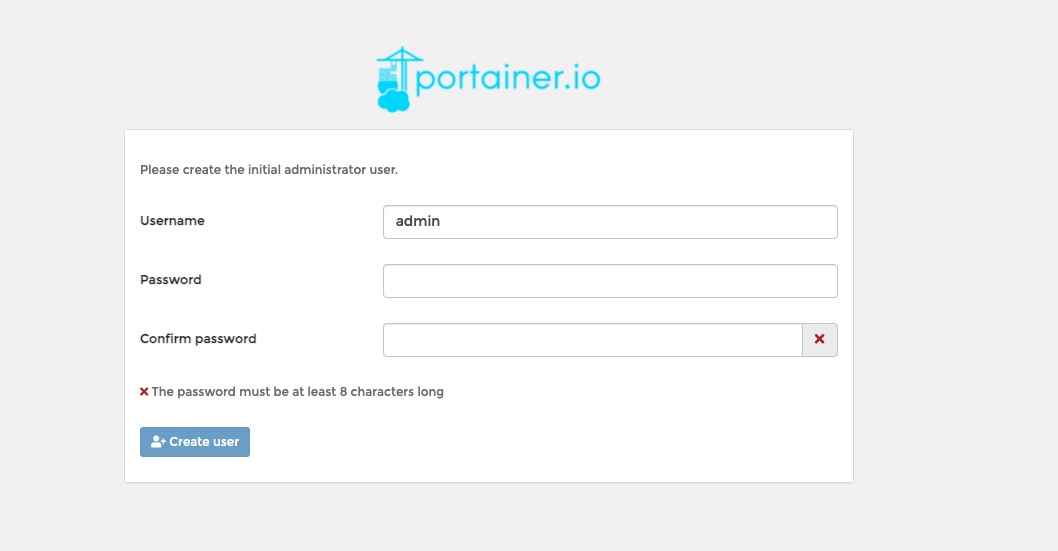 portainer.io
Please create the initial administrator user.
Username
admin
Password
Confirm password
The password must be at least 8 characters long
Create user